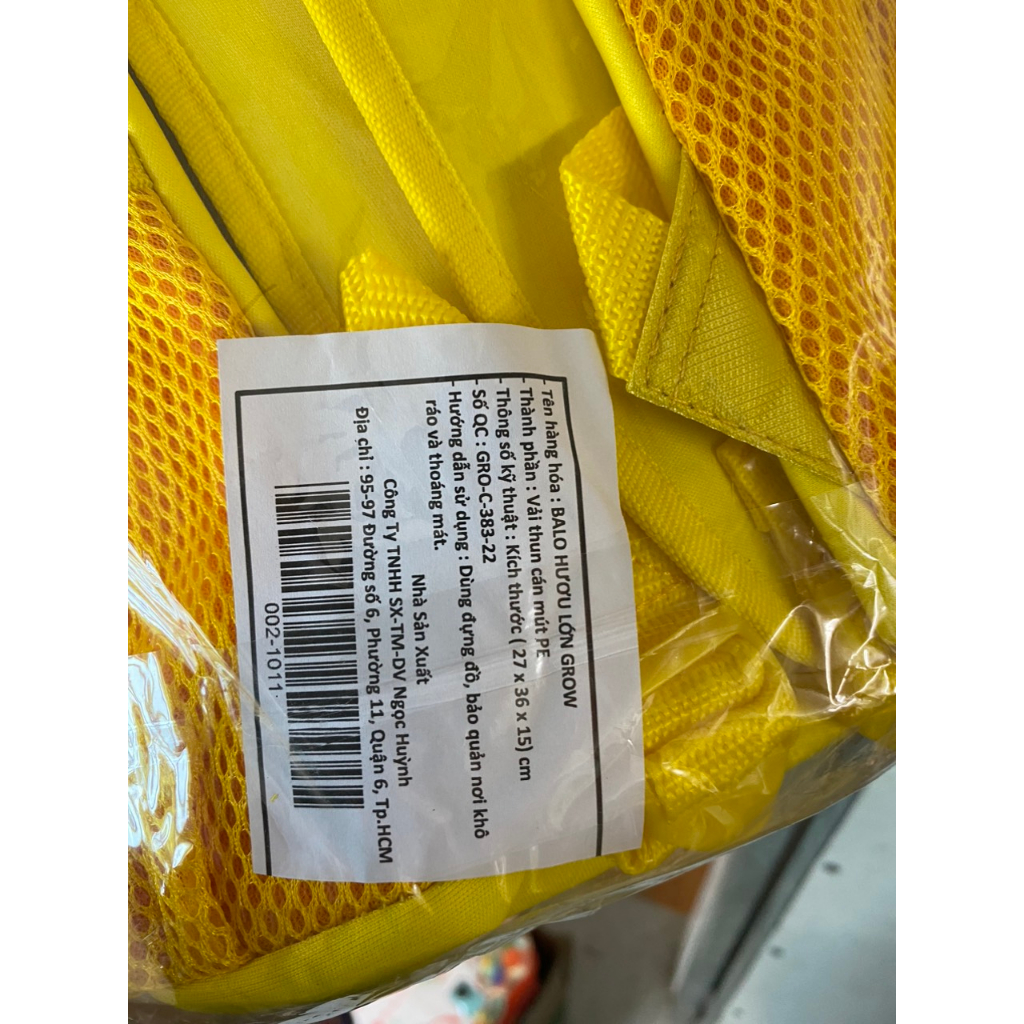 - Tên hàng hóa : BALO HƯƠU LỚN GROW
- Thành phần : Vải thun cán mút PE
- Thông số kỹ thuật : Kích thước ( 27 x 36 x 15) cm
- Số QC : GRO-C-383-22
- Hướng dẫn sử dụng : Dùng đựng đồ, bảo quản nơi khô
ráo và thoáng mát.
Nhà Sản Xuất
Công Ty TNHH SX-TM-DV Ngọc Huỳnh
Địa chỉ : 95-97 Đường số 6, Phường 11, Quận 6, Tp.HCM
002-1011